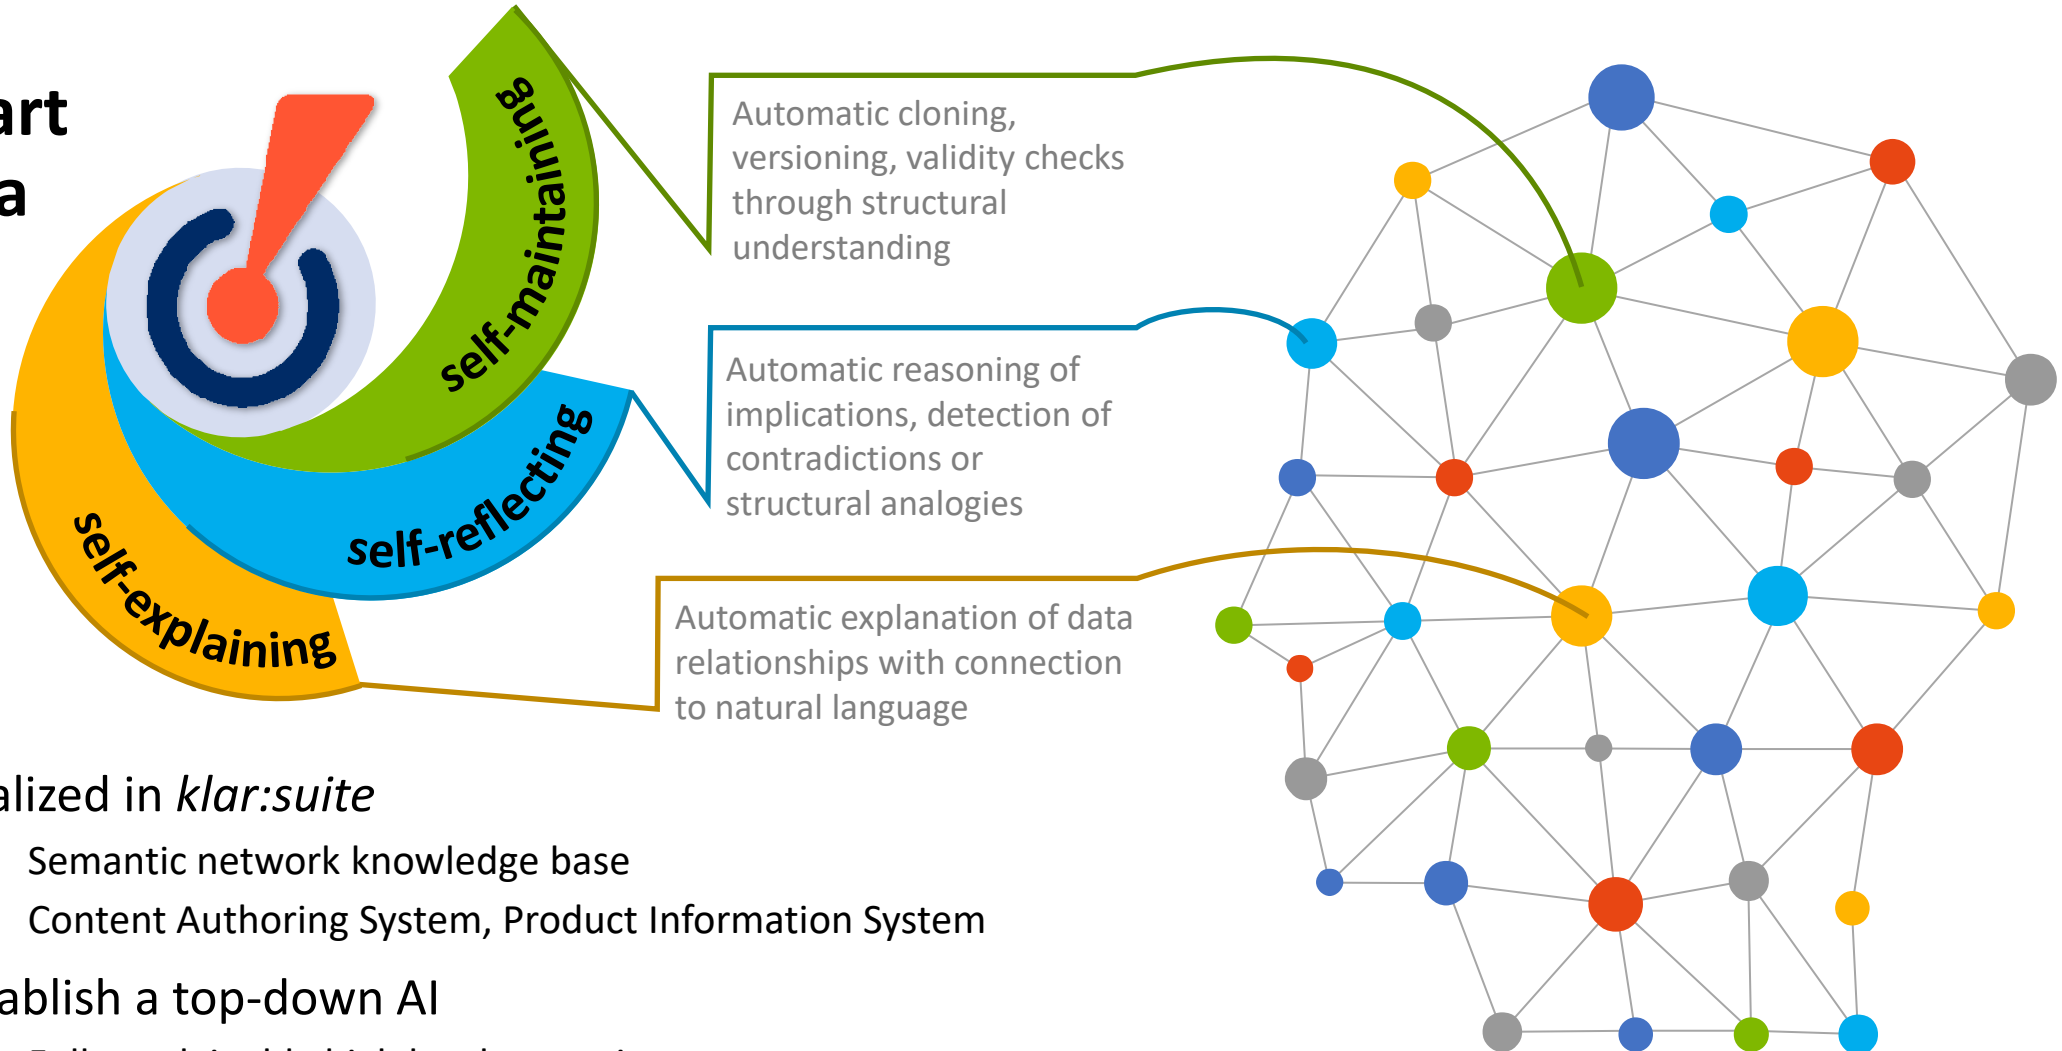 art
a
self-maintaining
self-reflecting
self-explaining
Automatic cloning,
versioning, validity checks
through structural
understanding
Automatic reasoning of
implications, detection of
contradictions or
structural analogies
Automatic explanation of data
relationships with connection
to natural language
alized in klar:suite
Semantic network knowledge base
Content Authoring System, Product Information System
ablish a top-down AI